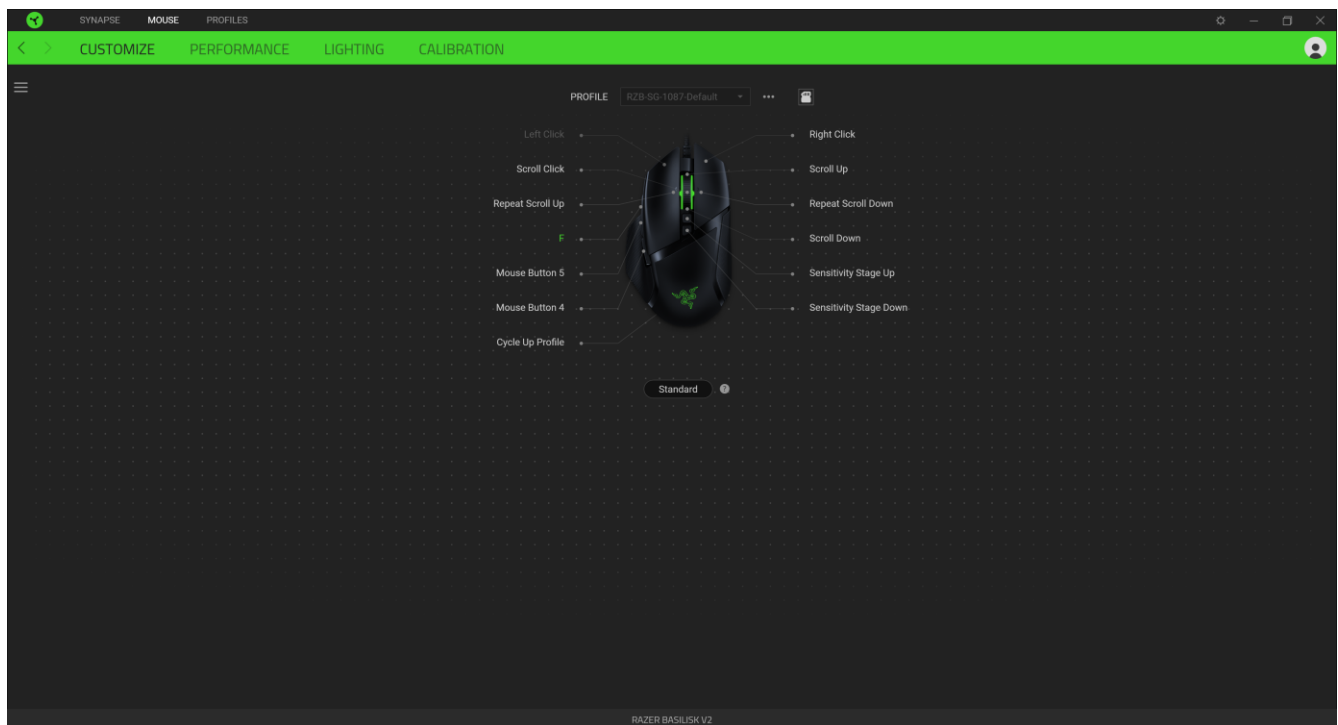 SYNAPSE MOUSE PROFILES
CUSTOMIZE PERFORMANCE LIGHTING CALIBRATION
PROFILE RZB-SG-1087-Default
Left Click Right Click
Scroll Click Scroll Up
Repeat Scroll Up Repeat Scroll Down
F Scroll Down
Mouse Button 5 Sensitivity Stage Up
Mouse Button 4 Sensitivity Stage Down
Cycle Up Profile
Standard ?
RAZER BASILISK V2